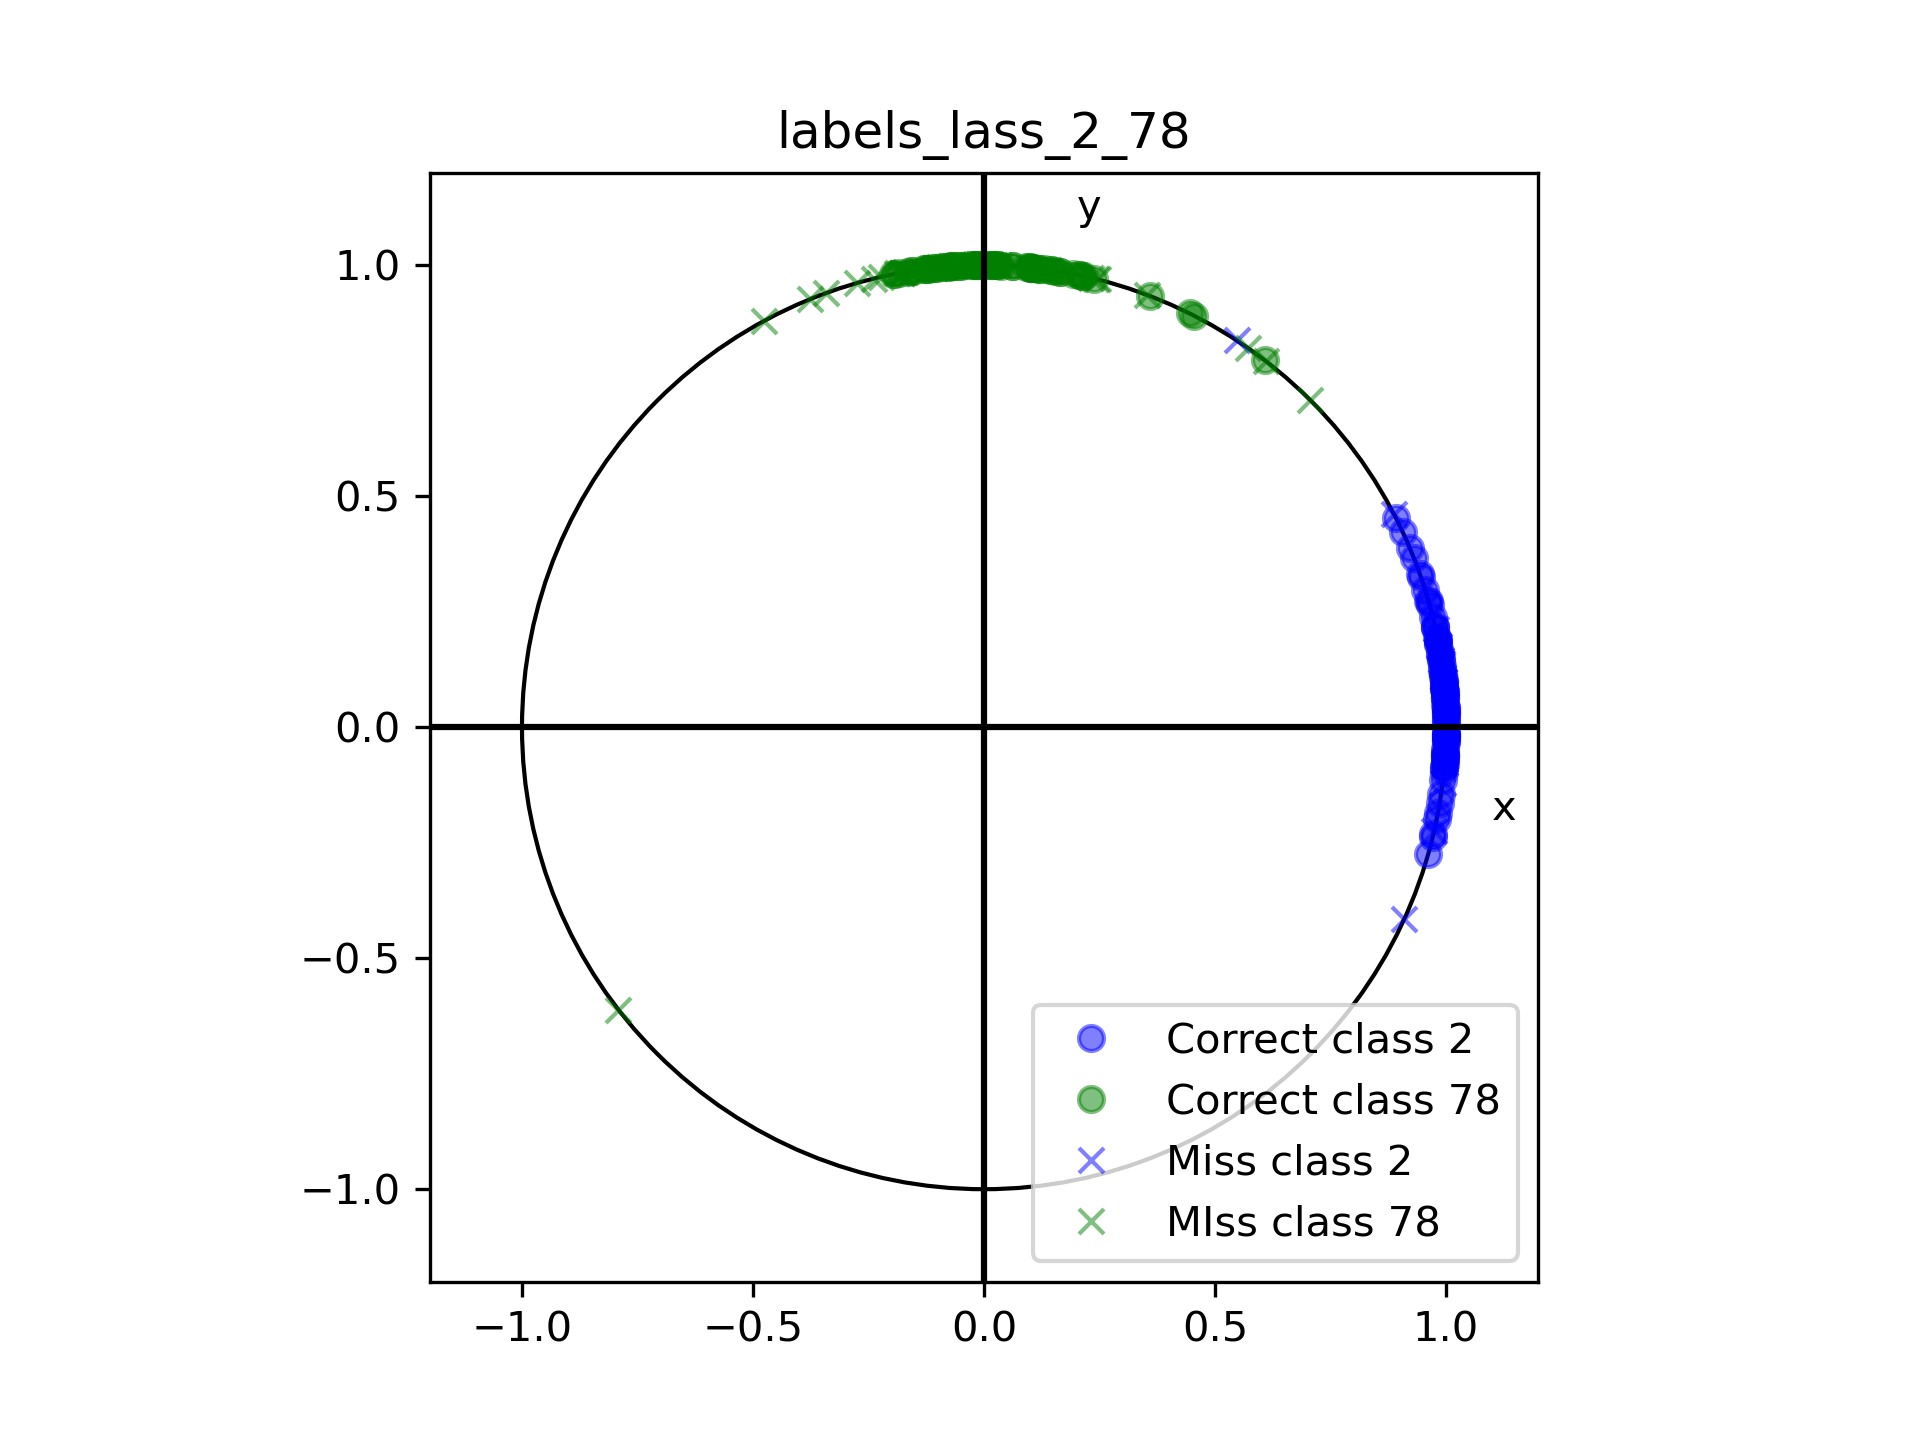 labels_lass_2_78
y
1.0
0.5
0.0
−0.5
−1.0
x
Correct class 2
Correct class 78
Miss class 2
MIss class 78
−1.0 −0.5 0.0 0.5 1.0